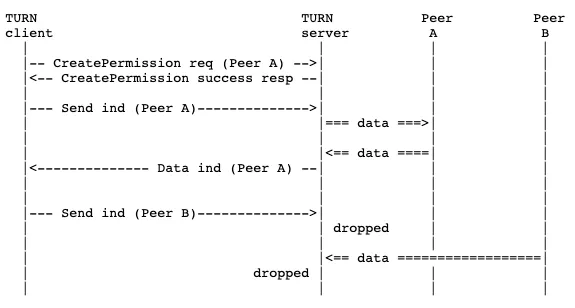 TURN                                 TURN           Peer          Peer
client                               server          A             B
|-- CreatePermission req (Peer A) -->|
|<-- CreatePermission success resp --|
|--- Send ind (Peer A)-------------->|
|=== data ===>|
|<== data ====|
|<-------------- Data ind (Peer A) --|
|--- Send ind (Peer B)-------------->|
| dropped
|<== data ==================|
dropped |